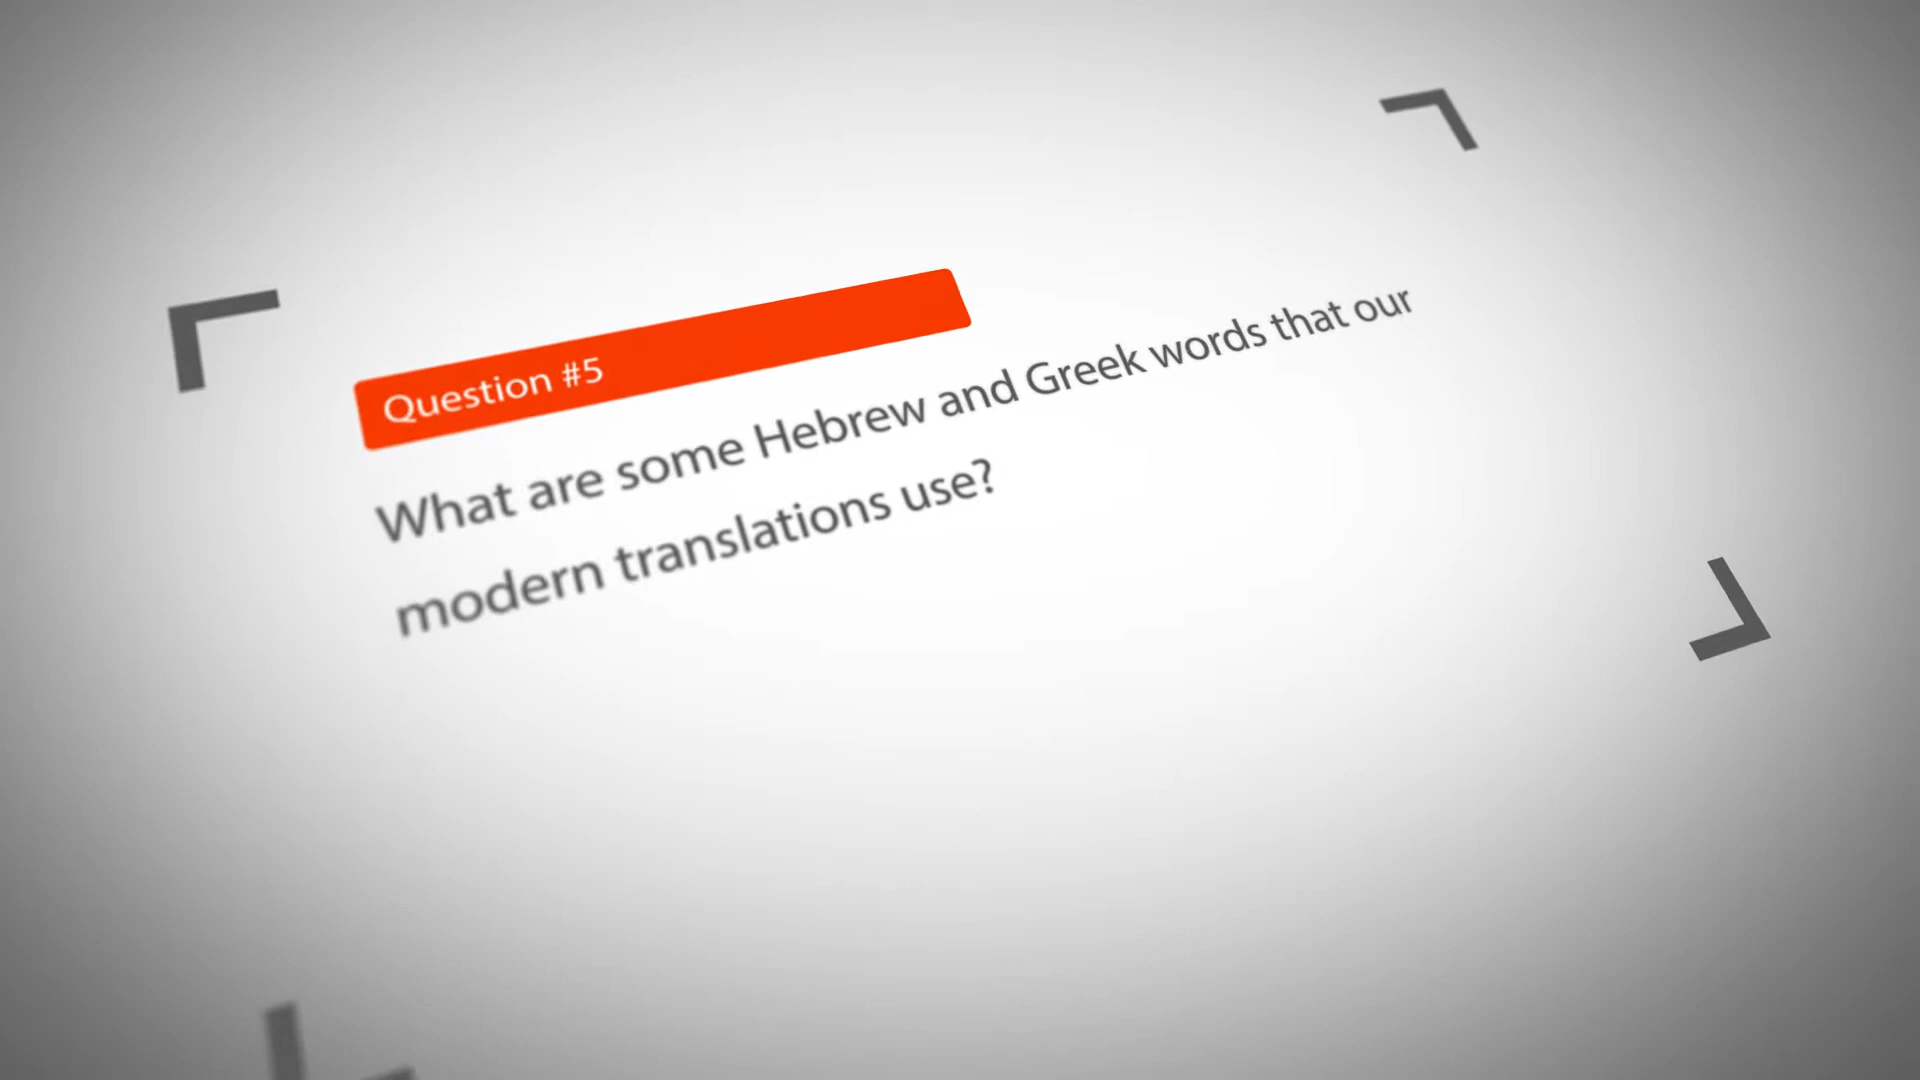 Question #5
What are some Hebrew and Greek words that our
modern translations use?